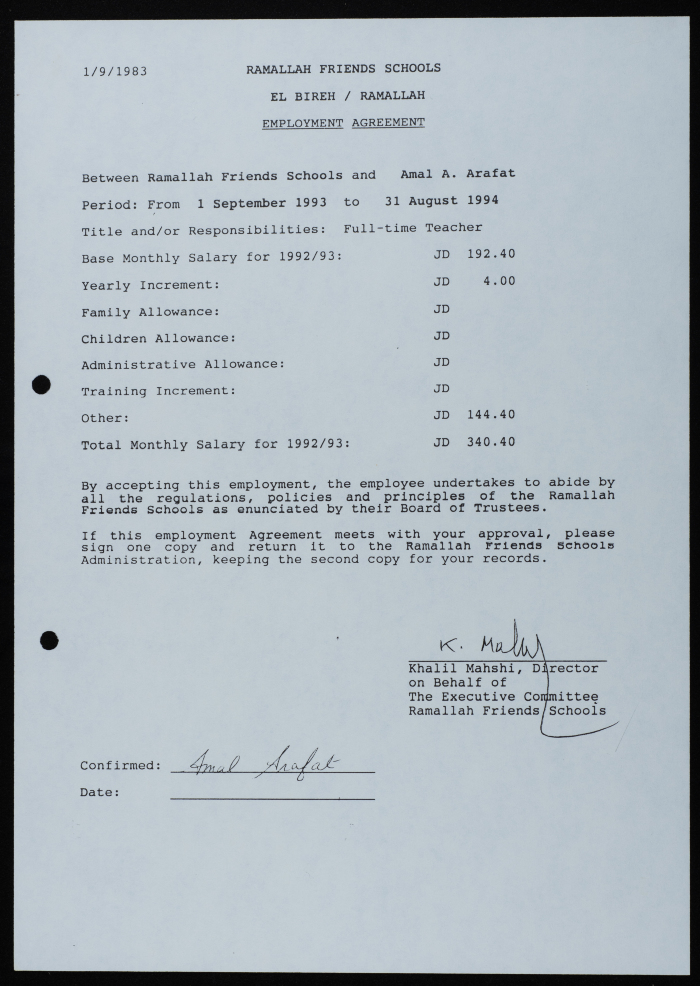 1/9/1983
RAMALLAH FRIENDS SCHOOLS
EL BIREH / RAMALLAH
EMPLOYMENT AGREEMENT
Between Ramallah Friends Schools and Amal A. Arafat
Period: From 1 September 1993 to 31 August 1994
Title and/or Responsibilities: Full-time Teacher
Base Monthly Salary for 1992/93: JD 192.40
Yearly Increment: JD 4.00
Family Allowance: JD
Children Allowance: JD
Administrative Allowance: JD
Training Increment: JD
Other: JD 144.40
Total Monthly Salary for 1992/93: JD 340.40
By accepting this employment, the employee undertakes to abide by
all the regulations, policies and principles of the Ramallah
Friends Schools as enunciated by their Board of Trustees.
If this employment Agreement meets with your approval, please
sign one copy and return it to the Ramallah Friends Schools
Administration, keeping the second copy for your records.
K. Mahshi
Khalil Mahshi, Director
on Behalf of
The Executive Committee
Ramallah Friends Schools
Confirmed: Amal Arafat
Date: